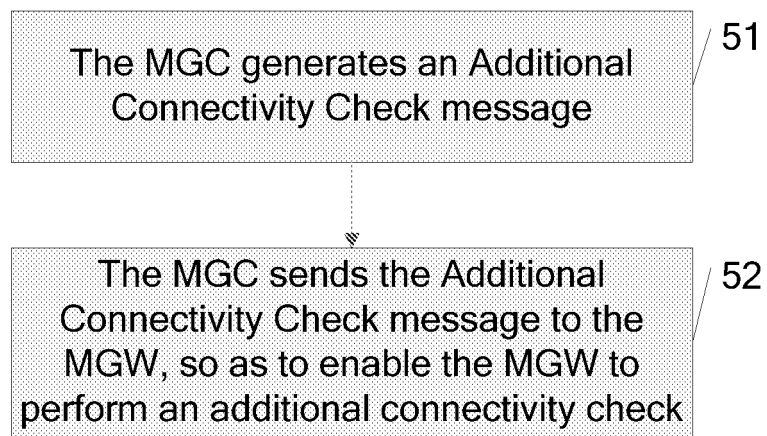 The MGC generates an Additional
Connectivity Check message
51
The MGC sends the Additional
Connectivity Check message to the
MGW, so as to enable the MGW to
perform an additional connectivity check
52